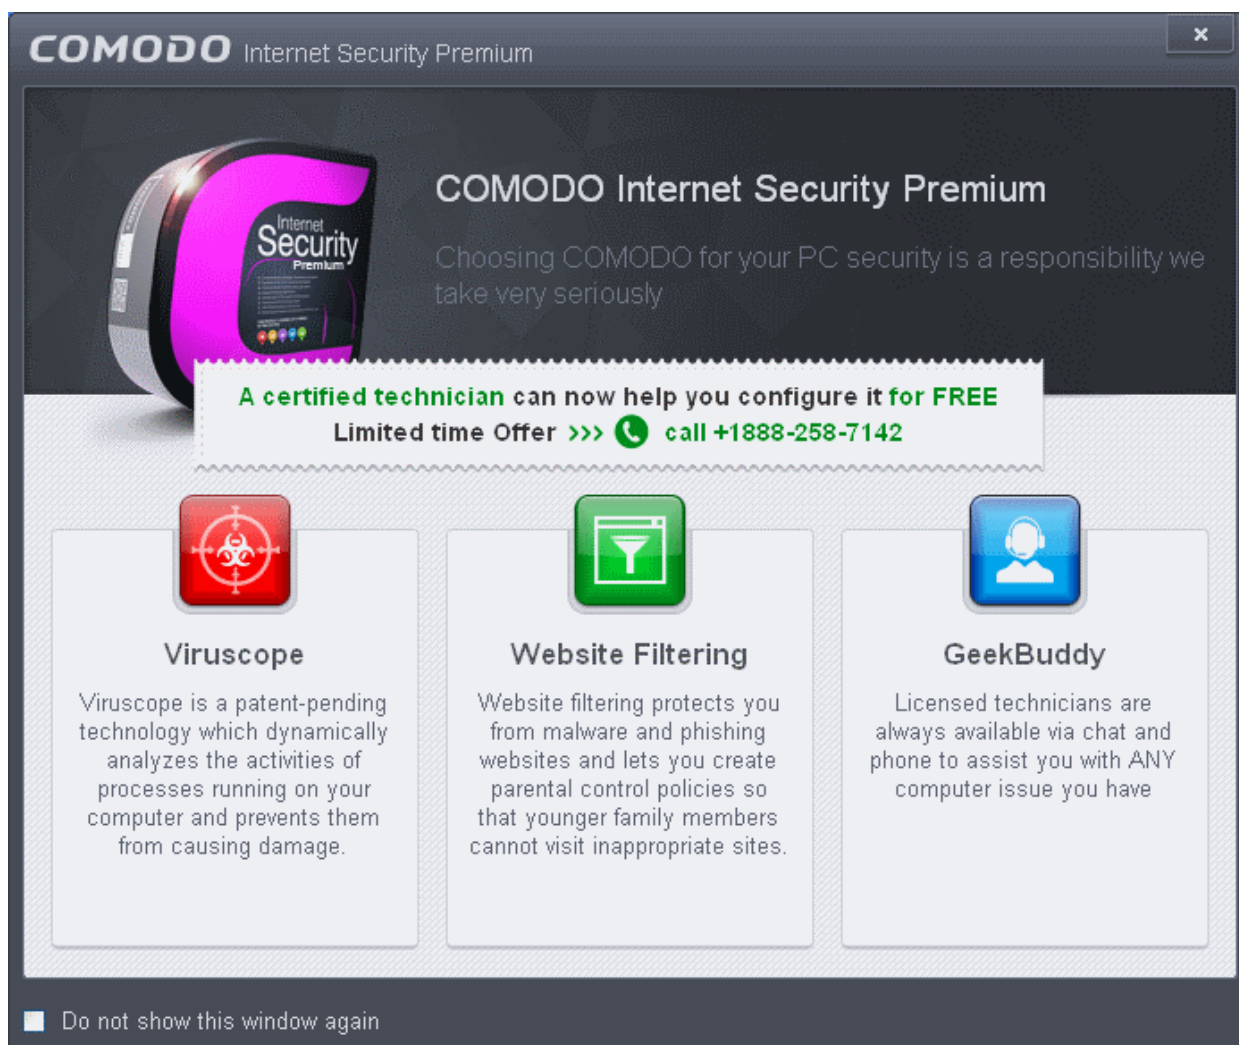 COMODO Internet Security Premium
COMODO Internet Security Premium
Choosing COMODO for your PC security is a responsibility we
take very seriously
Internet
Security
Premium
A certified technician can now help you configure it for FREE
Limited time Offer >>> call +1888-258-7142
Viruscope
Viruscope is a patent-pending
technology which dynamically
analyzes the activities of
processes running on your
computer and prevents them
from causing damage.
Website Filtering
Website filtering protects you
from malware and phishing
websites and lets you create
parental control policies so
that younger family members
cannot visit inappropriate sites.
GeekBuddy
Licensed technicians are
always available via chat and
phone to assist you with ANY
computer issue you have
Do not show this window again